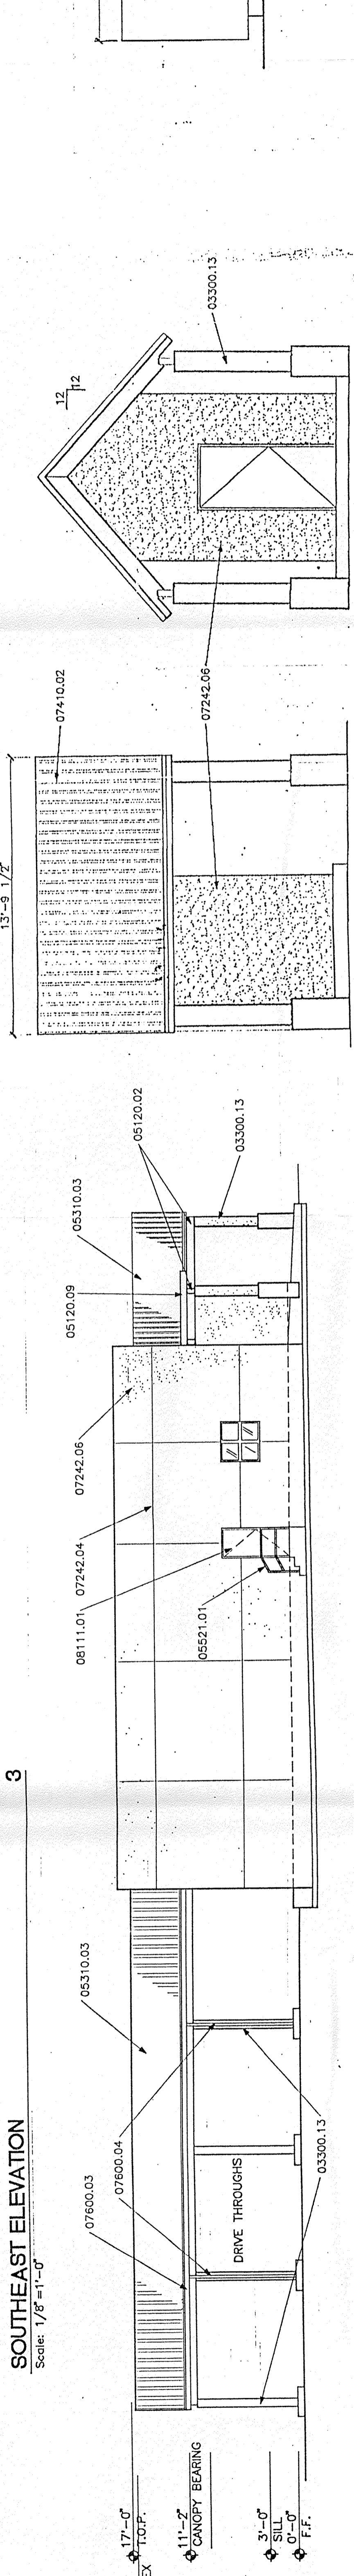 SOUTHEAST ELEVATION
Scale: 1/8"=1'-0"
3
17'-0"
T.O.P.
EX
11'-2"
CANOPY BEARING
3'-0"
SILL
0'-0"
F.F.
05310.03
07600.03
07600.04
DRIVE THROUGHS
03300.13
08111.01
07242.04
07242.06
05521.01
05120.09
05310.03
05120.02
03300.13
13'-9 1/2"
07410.02
07242.06
12
12
03300.13